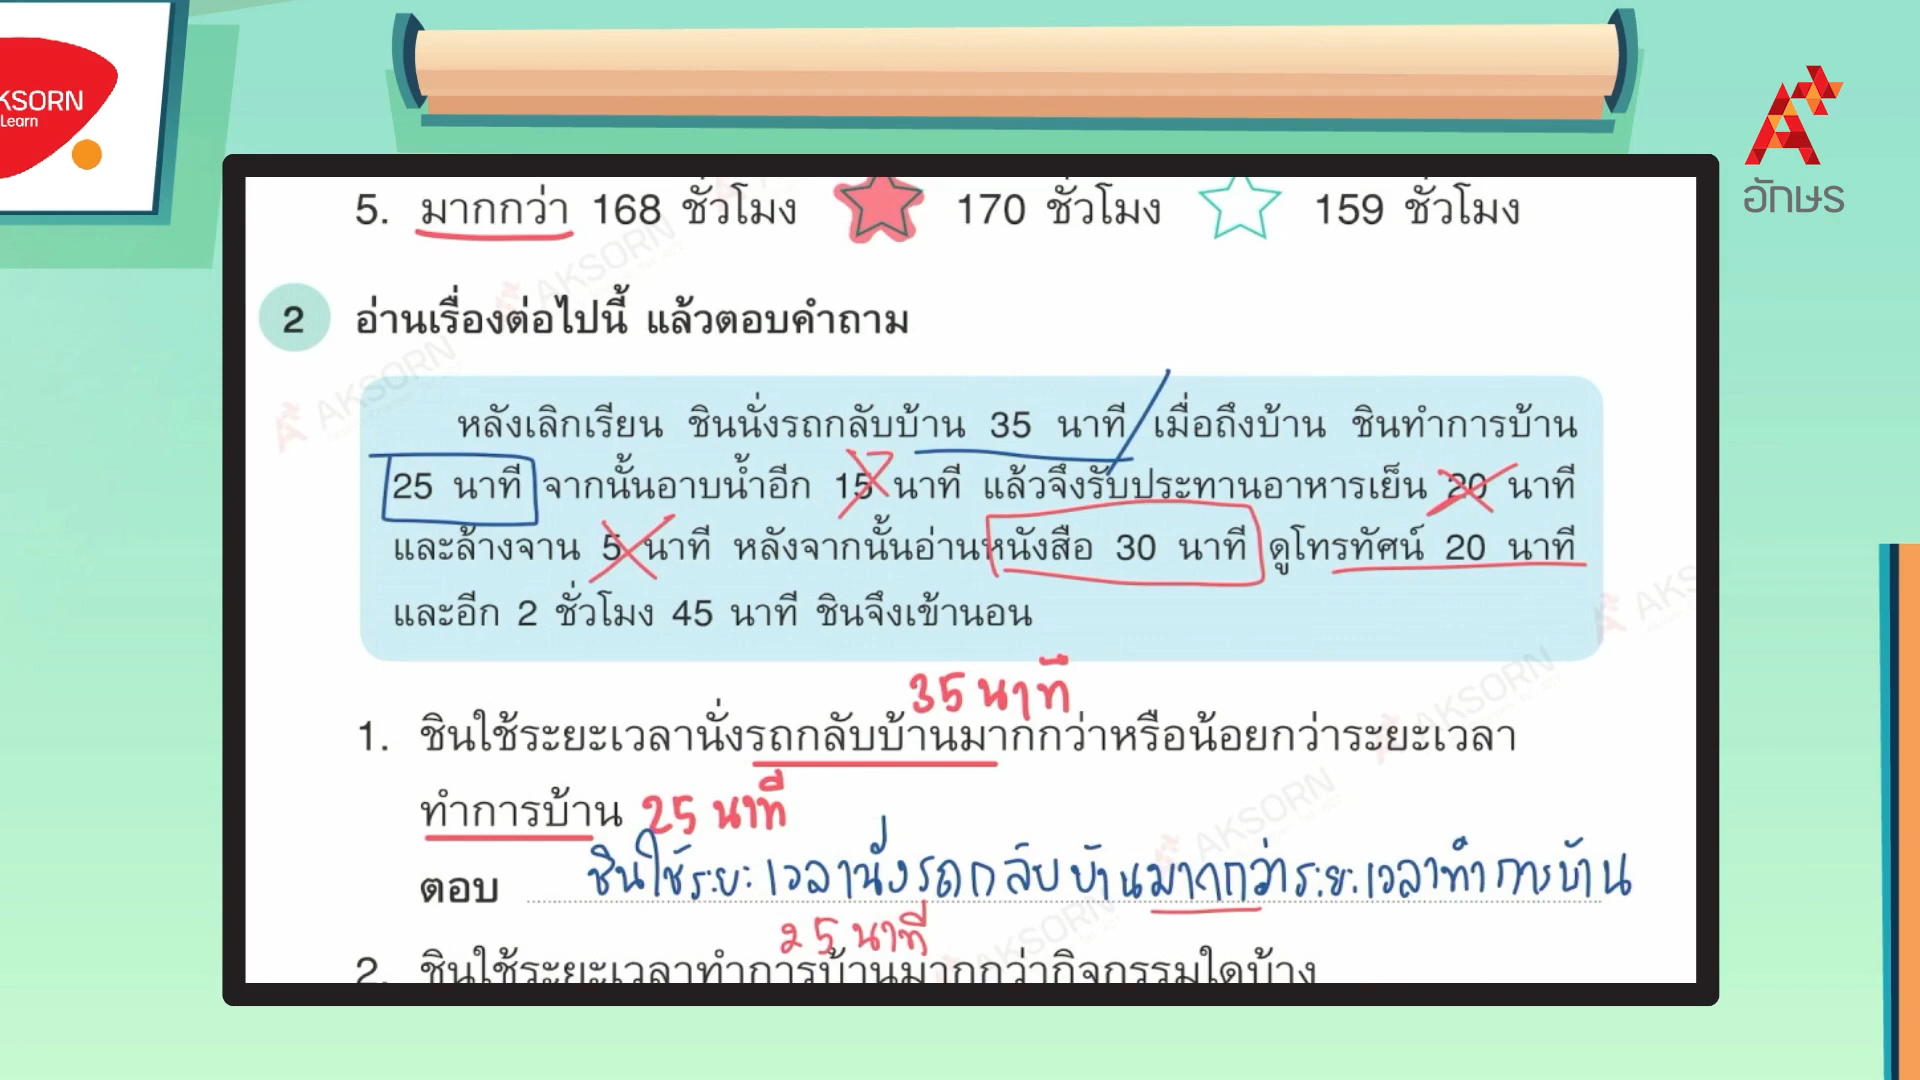 KSORN
Learn
อักษร
5. มากกว่า 168 ชั่วโมง 170 ชั่วโมง 159 ชั่วโมง
2 อ่านเรื่องต่อไปนี้ แล้วตอบคำถาม
หลังเลิกเรียน ชินนั่งรถกลับบ้าน 35 นาที เมื่อถึงบ้าน ชินทำการบ้าน
25 นาที จากนั้นอาบน้ำอีก 15 นาที แล้วจึงรับประทานอาหารเย็น 20 นาที
และล้างจาน 5 นาที หลังจากนั้นอ่านหนังสือ 30 นาที ดูโทรทัศน์ 20 นาที
และอีก 2 ชั่วโมง 45 นาที ชินจึงเข้านอน
35 นาที
1. ชินใช้ระยะเวลานั่งรถกลับบ้านมากกว่าหรือน้อยกว่าระยะเวลา
ทำการบ้าน 25 นาที
ตอบ ชินใช้ระยะเวลานั่งรถกลับบ้านมากกว่าระยะเวลาทำการบ้าน
25 นาที
2. ชินใช้ระยะเวลาทำการบ้านมากกว่ากิจกรรมใดบ้าง